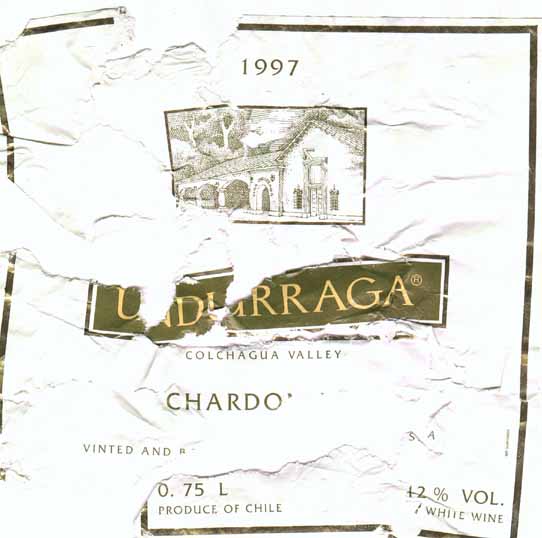 1997
UNDURRAGA®
COLCHAGUA VALLEY
CHARDO
VINTED AND B
S. A
0. 75 L
12 % VOL.
PRODUCE OF CHILE
WHITE WINE